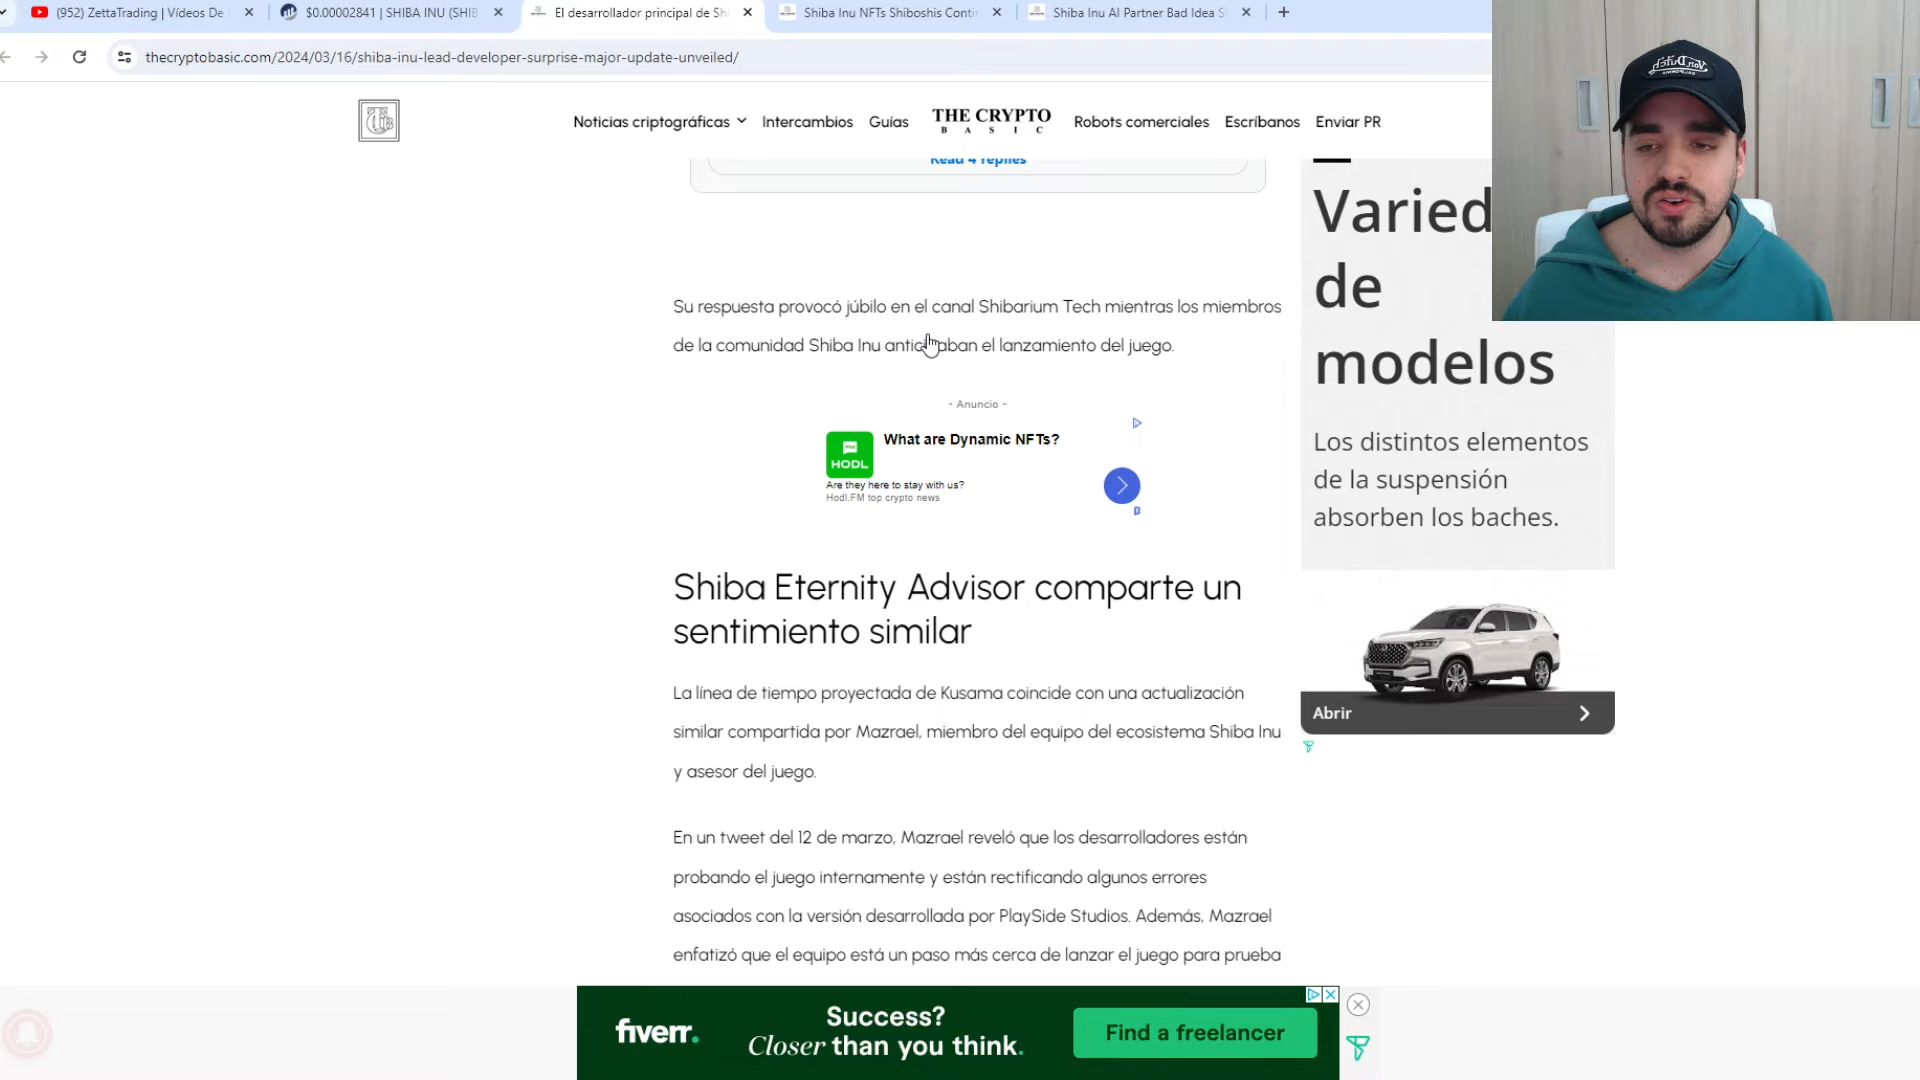 (952) ZettaTrading | Vídeos De
$0.00002841 | SHIBA INU (SHIB
El desarrollador principal de Shi
Shiba Inu NFTs Shiboshis Contin
Shiba Inu AI Partner Bad Idea S
thecryptobasic.com/2024/03/16/shiba-inu-lead-developer-surprise-major-update-unveiled/
Noticias criptográficas
Intercambios
Guías
THE CRYPTO
BASIC
Robots comerciales
Escríbanos
Enviar PR
Read 4 replies
Su respuesta provocó júbilo en el canal Shibarium Tech mientras los miembros
de la comunidad Shiba Inu anticipaban el lanzamiento del juego.
- Anuncio -
What are Dynamic NFTs?
HODL
Are they here to stay with us?
Hodl.FM top crypto news
Shiba Eternity Advisor comparte un
sentimiento similar
La línea de tiempo proyectada de Kusama coincide con una actualización
similar compartida por Mazrael, miembro del equipo del ecosistema Shiba Inu
y asesor del juego.
En un tweet del 12 de marzo, Mazrael reveló que los desarrolladores están
probando el juego internamente y están rectificando algunos errores
asociados con la versión desarrollada por PlaySide Studios. Además, Mazrael
enfatizó que el equipo está un paso más cerca de lanzar el juego para prueba
Varied
de
modelos
Los distintos elementos
de la suspensión
absorben los baches.
Abrir
fiverr.
Success?
Closer than you think.
Find a freelancer
Von Dutch